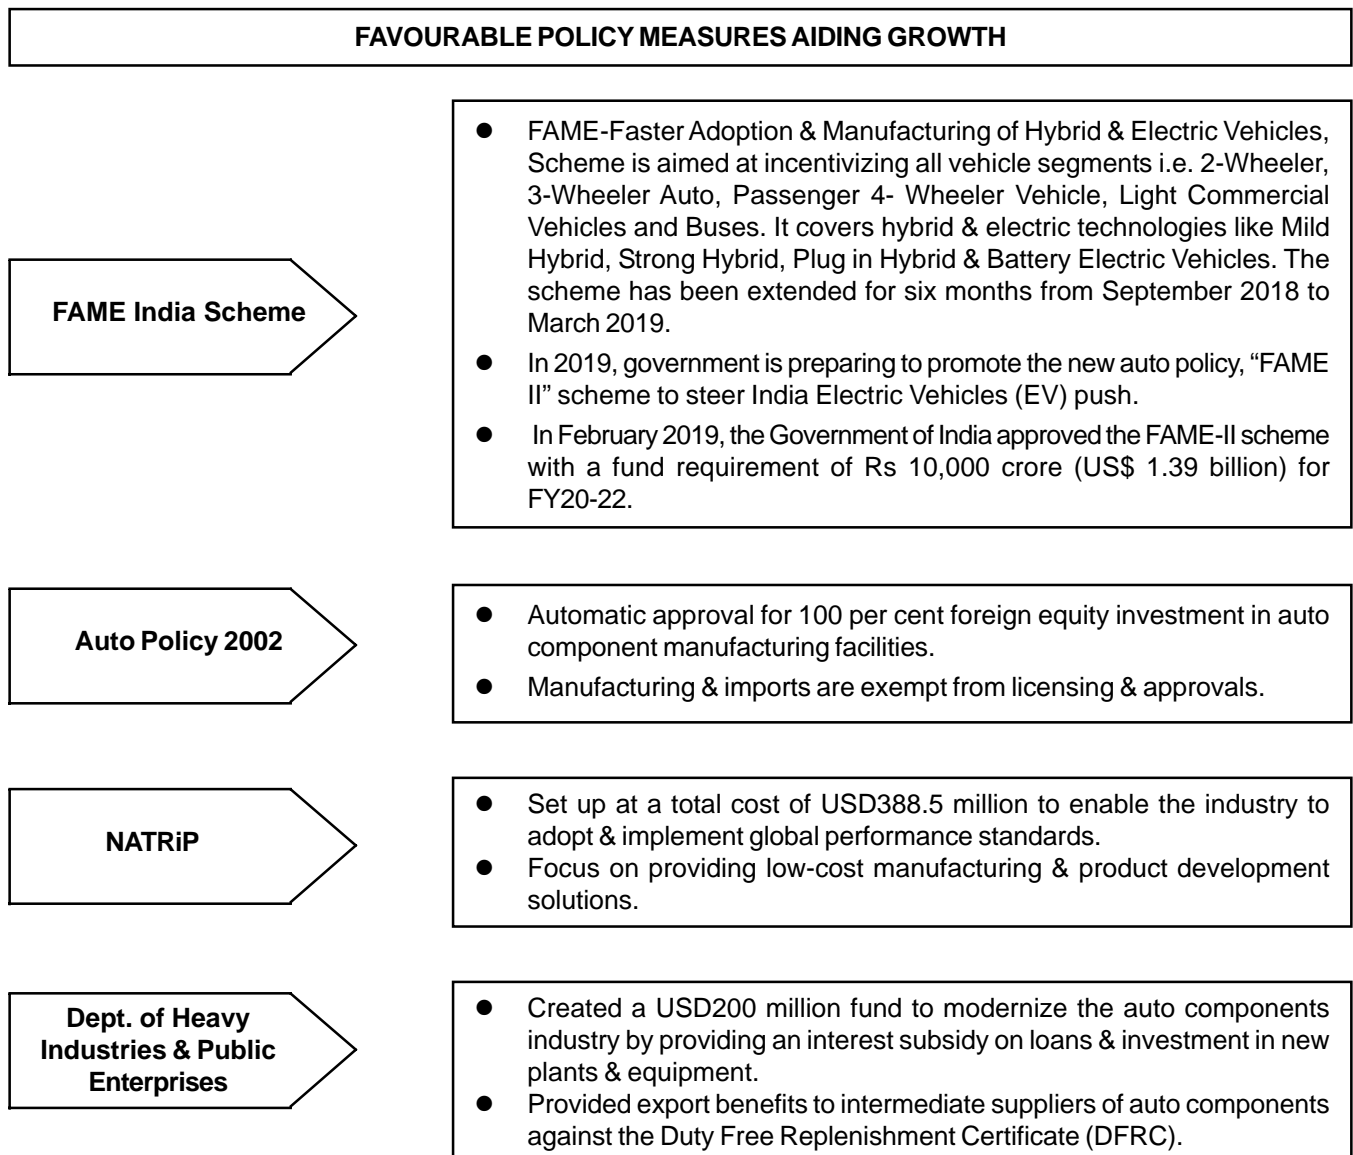 FAVOURABLE POLICY MEASURES AIDING GROWTH
FAME India Scheme
● FAME-Faster Adoption & Manufacturing of Hybrid & Electric Vehicles,
Scheme is aimed at incentivizing all vehicle segments i.e. 2-Wheeler,
3-Wheeler Auto, Passenger 4- Wheeler Vehicle, Light Commercial
Vehicles and Buses. It covers hybrid & electric technologies like Mild
Hybrid, Strong Hybrid, Plug in Hybrid & Battery Electric Vehicles. The
scheme has been extended for six months from September 2018 to
March 2019.
● In 2019, government is preparing to promote the new auto policy, “FAME
II” scheme to steer India Electric Vehicles (EV) push.
● In February 2019, the Government of India approved the FAME-II scheme
with a fund requirement of Rs 10,000 crore (US$ 1.39 billion) for
FY20-22.
Auto Policy 2002
● Automatic approval for 100 per cent foreign equity investment in auto
component manufacturing facilities.
● Manufacturing & imports are exempt from licensing & approvals.
NATRiP
● Set up at a total cost of USD388.5 million to enable the industry to
adopt & implement global performance standards.
● Focus on providing low-cost manufacturing & product development
solutions.
Dept. of Heavy
Industries & Public
Enterprises
● Created a USD200 million fund to modernize the auto components
industry by providing an interest subsidy on loans & investment in new
plants & equipment.
● Provided export benefits to intermediate suppliers of auto components
against the Duty Free Replenishment Certificate (DFRC).